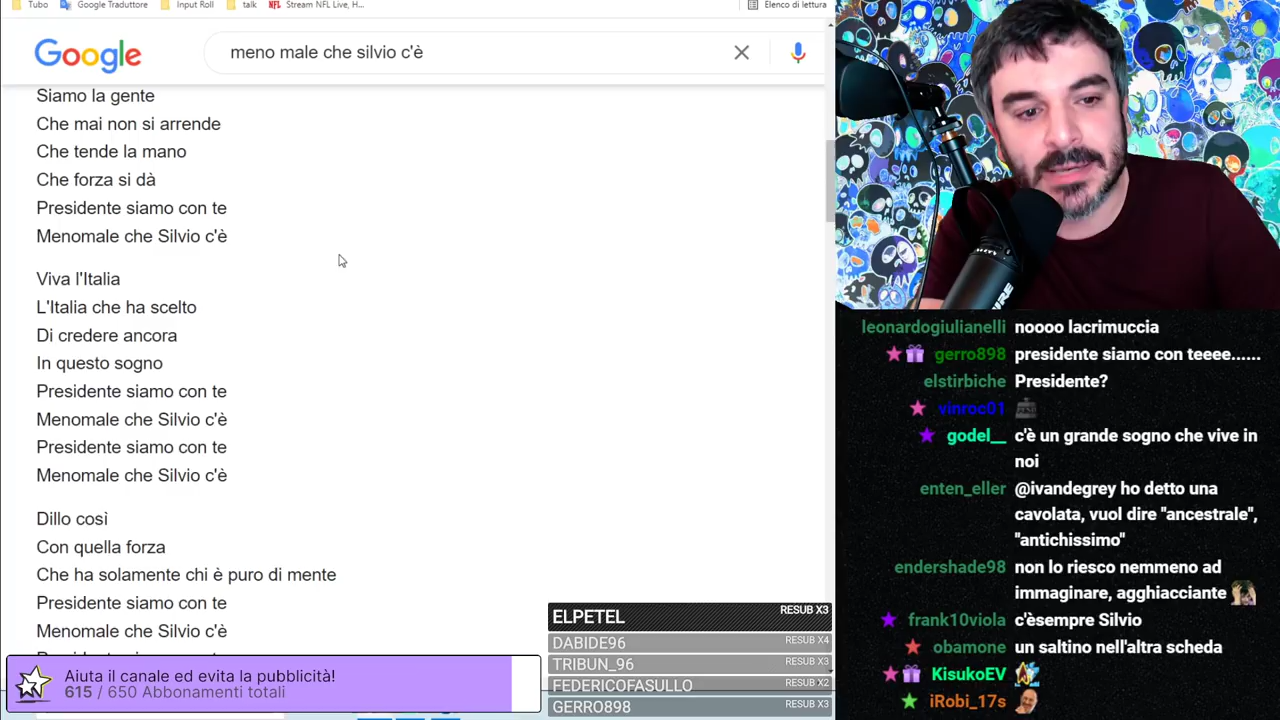 Tubo
Google Traduttore
Input Roll
talk
Stream NFL Live, H...
Elenco di lettura
Google
meno male che silvio c'è
Siamo la gente
Che mai non si arrende
Che tende la mano
Che forza si dà
Presidente siamo con te
Menomale che Silvio c'è
Viva l'Italia
L'Italia che ha scelto
Di credere ancora
In questo sogno
Presidente siamo con te
Menomale che Silvio c'è
Presidente siamo con te
Menomale che Silvio c'è
Dillo così
Con quella forza
Che ha solamente chi è puro di mente
Presidente siamo con te
Menomale che Silvio c'è
Aiuta il canale ed evita la pubblicità!
615 / 650 Abbonamenti totali
ELPETEL RESUB X3
DABIDE96 RESUB X4
TRIBUN_96 RESUB X3
FEDERICOFASULLO RESUB X2
GERRO898 RESUB X3
leonardogiulianelli noooo lacrimuccia
gerro898 presidente siamo con teeee......
elstirbiche Presidente?
vinroc01
godel__ c'è un grande sogno che vive in
noi
enten_eller @ivandegrey ho detto una
cavolata, vuol dire "ancestrale",
"antichissimo"
endershade98 non lo riesco nemmeno ad
immaginare, agghiacciante
frank10viola c'èsempre Silvio
obamone un saltino nell'altra scheda
KisukoEV
iRobi_17s